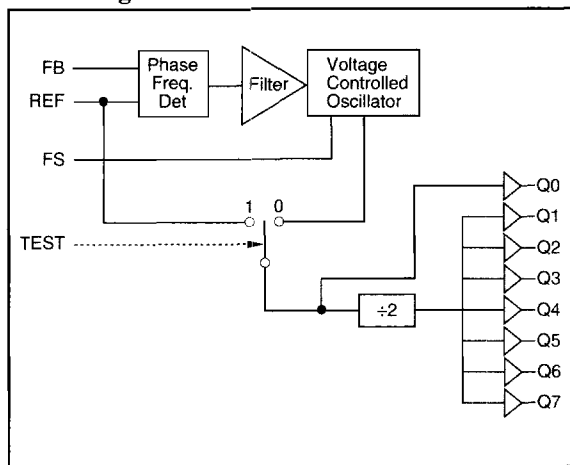 FB
REF
FS
TEST
Phase
Freq.
Det
Filter
Voltage
Controlled
Oscillator
1 0
÷2
Q0
Q1
Q2
Q3
Q4
Q5
Q6
Q7